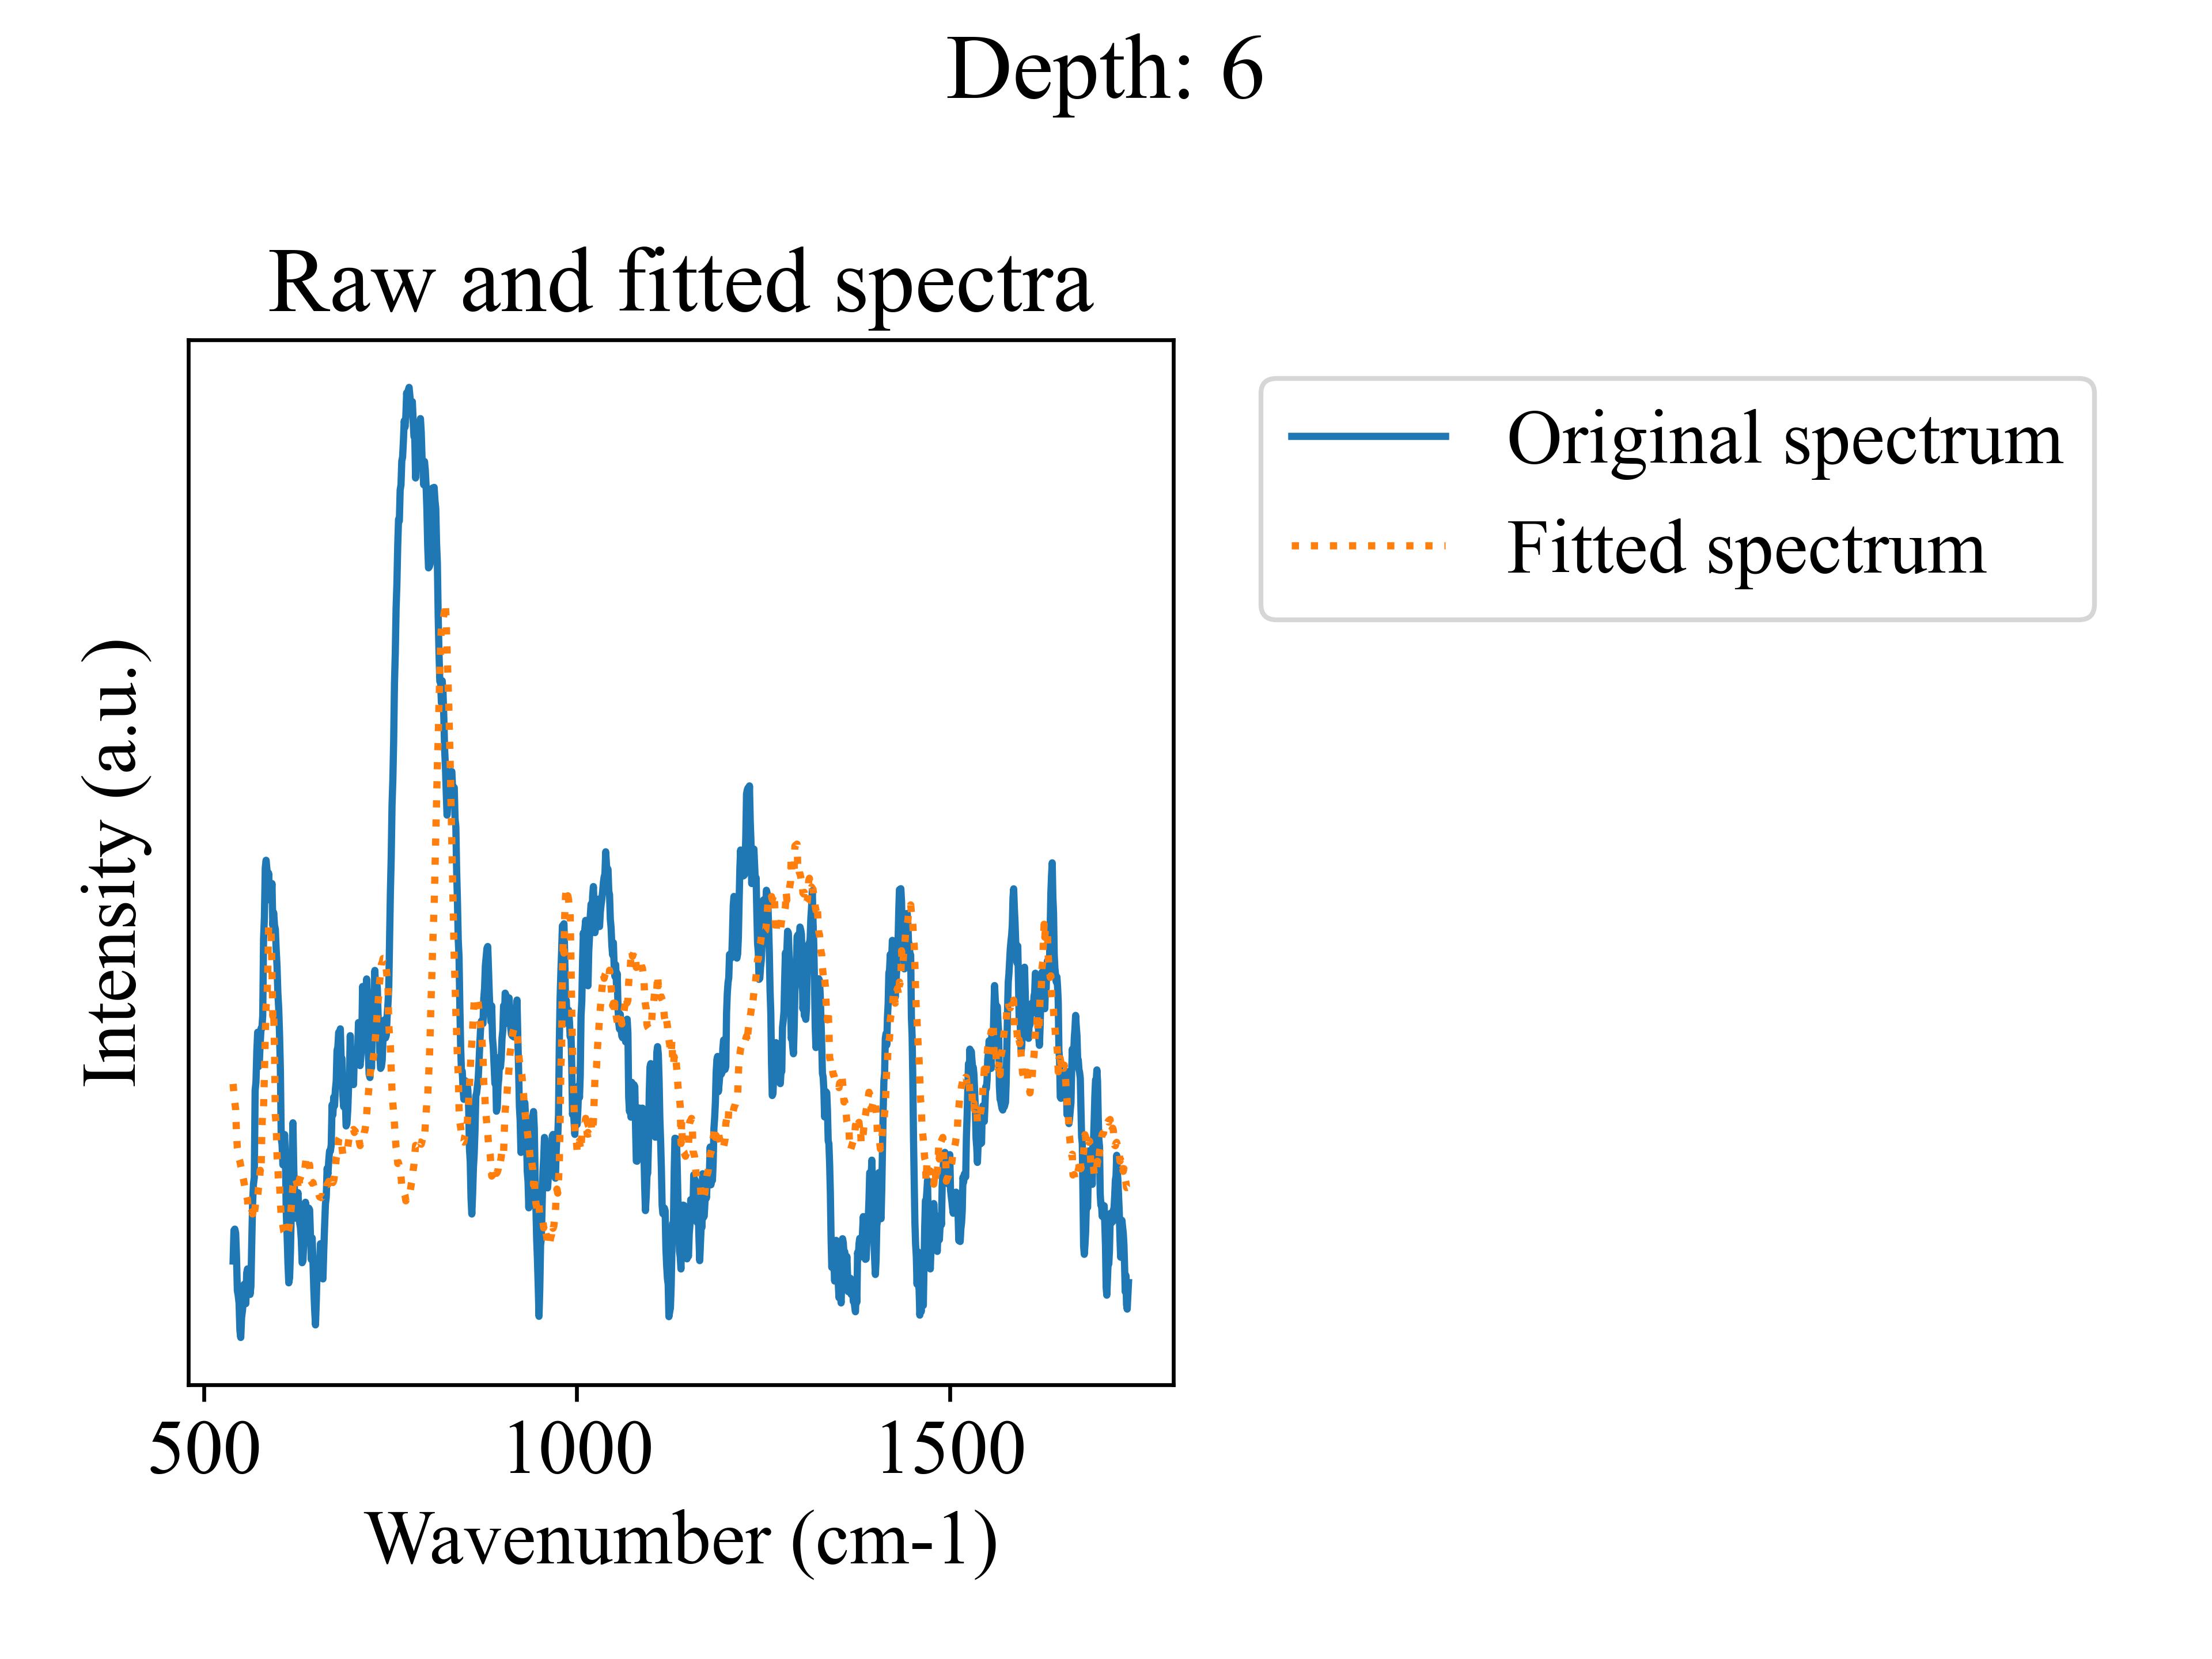 Depth: 6
Raw and fitted spectra
Original spectrum
Fitted spectrum
Intensity (a.u.)
500
1000
1500
Wavenumber (cm-1)